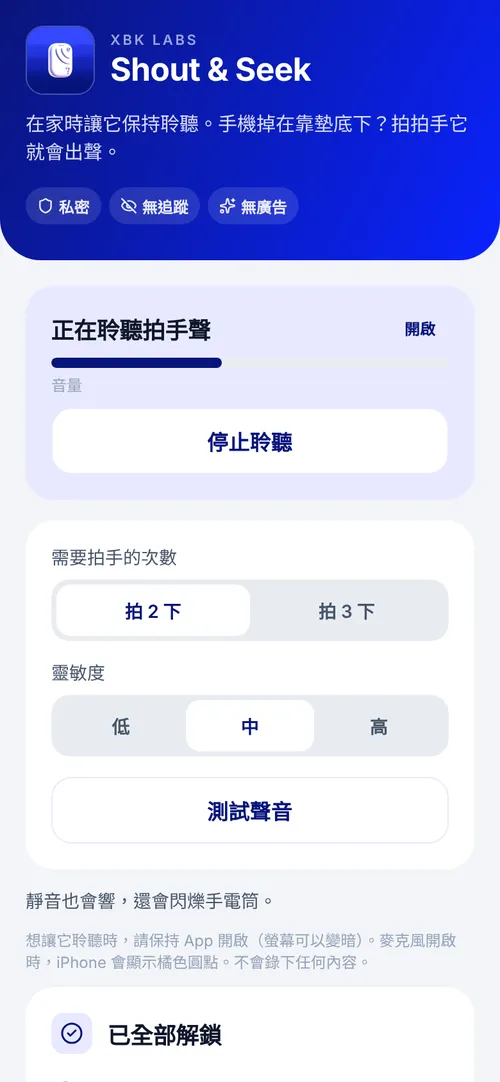 XBK LABS
Shout & Seek
在家時讓它保持聆聽。手機掉在靠墊底下？拍拍手它
就會出聲。
私密
無追蹤
無廣告
正在聆聽拍手聲
開啟
音量
停止聆聽
需要拍手的次數
拍 2 下
拍 3 下
靈敏度
低
中
高
測試聲音
靜音也會響，還會閃爍手電筒。
想讓它聆聽時，請保持 App 開啟（螢幕可以變暗）。麥克風開啟
時，iPhone 會顯示橘色圓點。不會錄下任何內容。
已全部解鎖